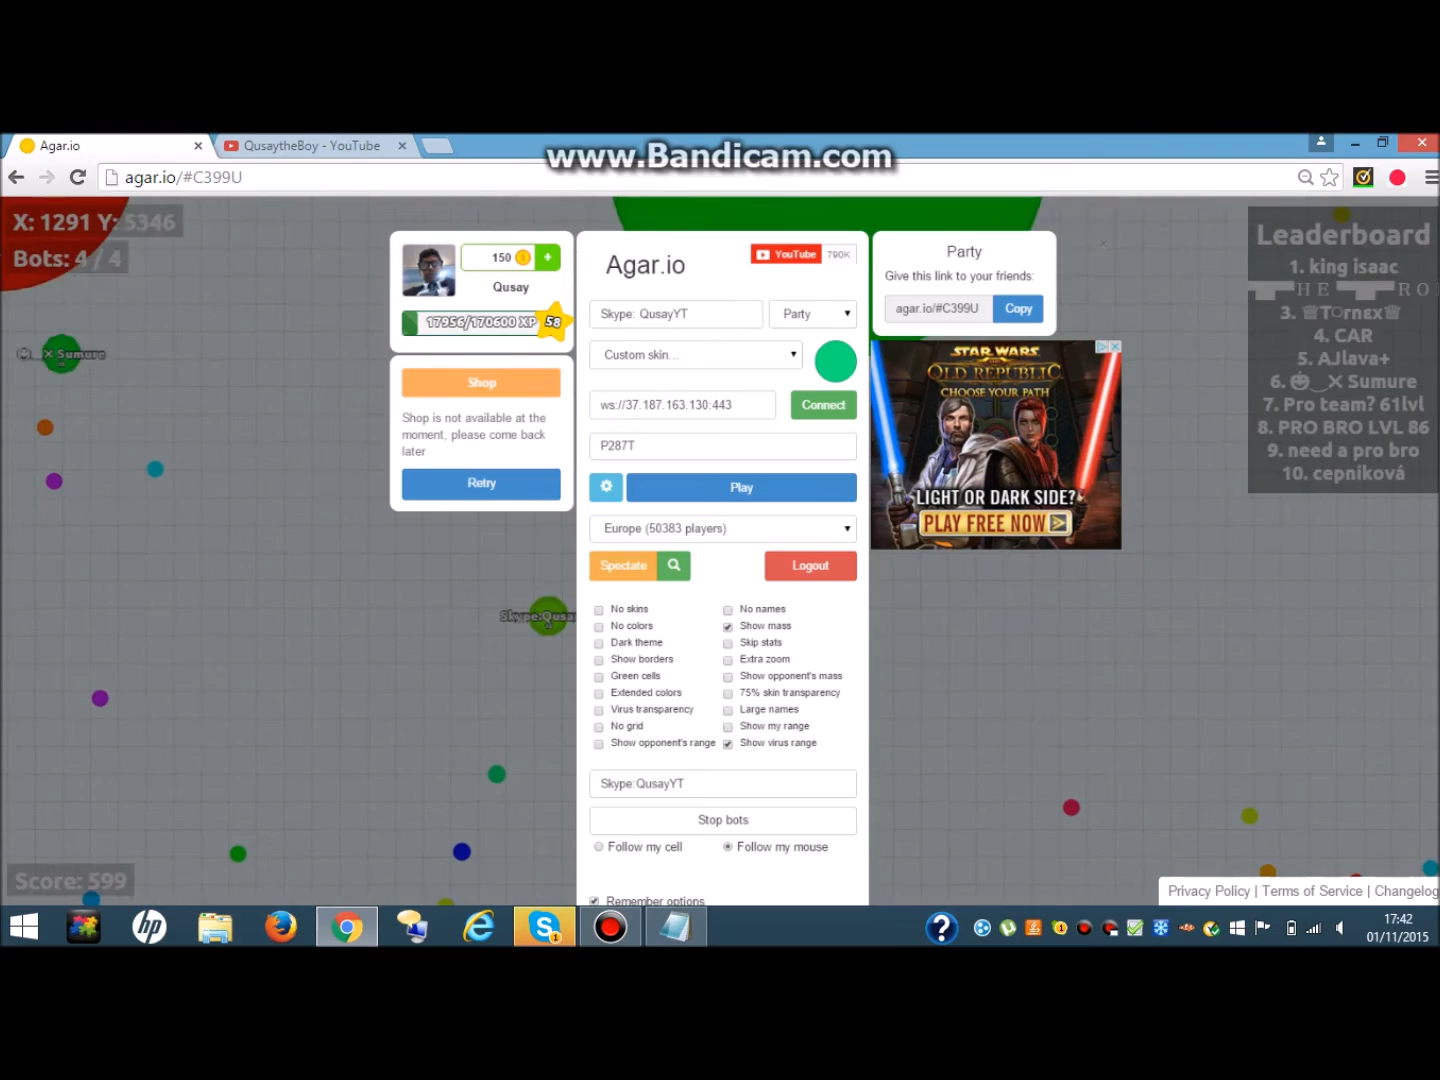 Agar.io
QusaytheBoy - YouTube
www.Bandicam.com
agar.io/#C399U
X: 1291 Y: 5346
Bots: 4 / 4
150
Qusay
17956/170600 XP
58
Shop
Shop is not available at the
moment, please come back
later
Retry
Agar.io
YouTube
790K
Skype: QusayYT
Party
Custom skin...
ws://37.187.163.130:443
Connect
P287T
Play
Europe (50383 players)
Spectate
Logout
No skins
No names
No colors
Show mass
Dark theme
Skip stats
Show borders
Extra zoom
Green cells
Show opponent's mass
Extended colors
75% skin transparency
Virus transparency
Large names
No grid
Show my range
Show opponent's range
Show virus range
Skype:QusayYT
Stop bots
Follow my cell
Follow my mouse
Remember options
Party
Give this link to your friends:
agar.io/#C399U
Copy
STAR WARS
THE OLD REPUBLIC
CHOOSE YOUR PATH
LIGHT OR DARK SIDE?
PLAY FREE NOW
Leaderboard
1. king isaac
H E R O
3. ♕T○rnɛx♕
4. CAR
5. AJlava+
6. 🎃‿✕ Sumure
7. Pro team? 61lvl
8. PRO BRO LVL 86
9. need a pro bro
10. cepníková
✕ Sumure
Skype:Qusa
Score: 599
Privacy Policy | Terms of Service | Changelog
17:42
01/11/2015